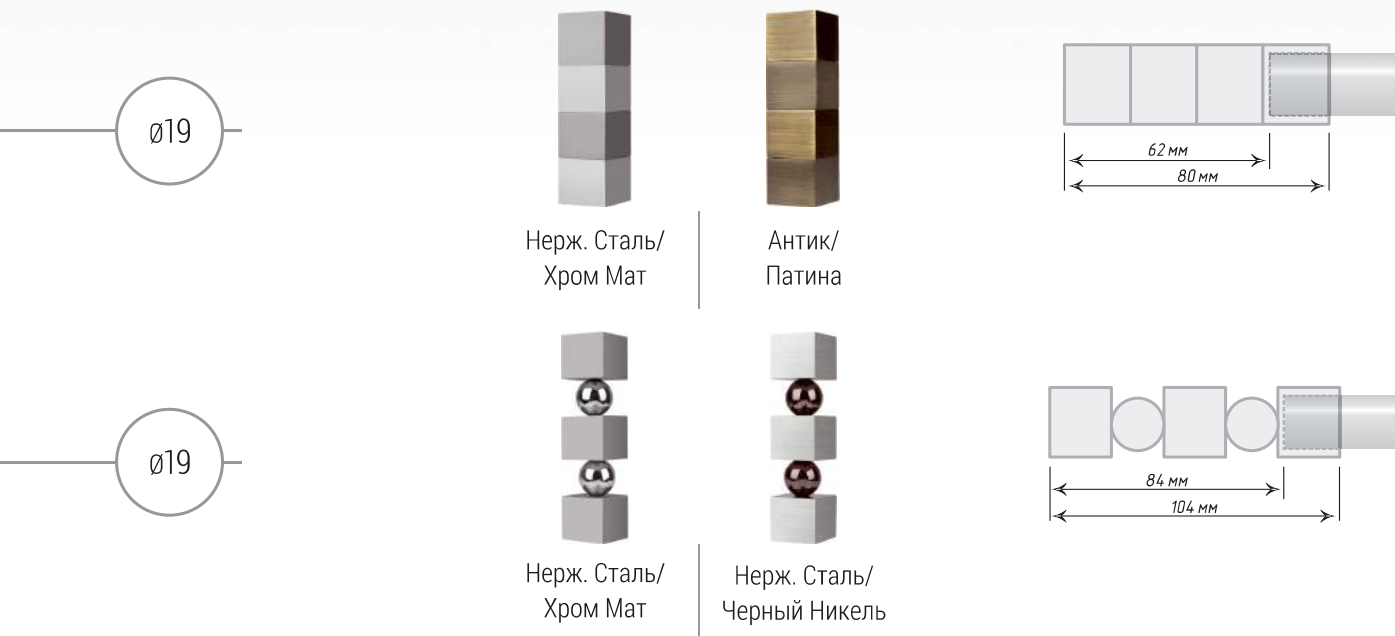 ø19
Нерж. Сталь/
Хром Мат
Антик/
Патина
62 мм
80 мм
ø19
Нерж. Сталь/
Хром Мат
Нерж. Сталь/
Черный Никель
84 мм
104 мм